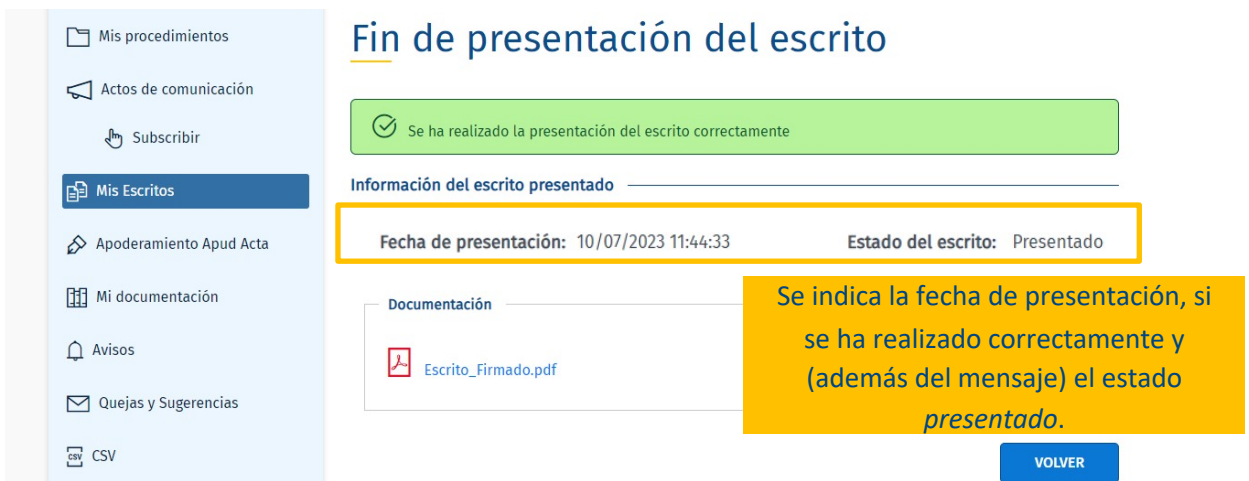 Mis procedimientos
Actos de comunicación
Subscribir
Mis Escritos
Apoderamiento Apud Acta
Mi documentación
Avisos
Quejas y Sugerencias
CSV CSV
Fin de presentación del escrito
Se ha realizado la presentación del escrito correctamente
Información del escrito presentado
Fecha de presentación: 10/07/2023 11:44:33 Estado del escrito: Presentado
Documentación
Escrito_Firmado.pdf
Se indica la fecha de presentación, si
se ha realizado correctamente y
(además del mensaje) el estado
presentado.
VOLVER